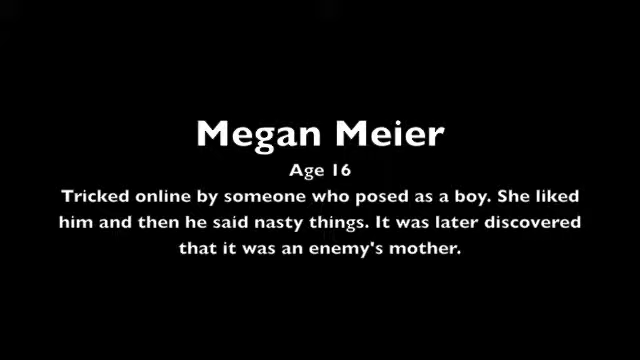 Megan Meier
Age 16
Tricked online by someone who posed as a boy. She liked
him and then he said nasty things. It was later discovered
that it was an enemy's mother.